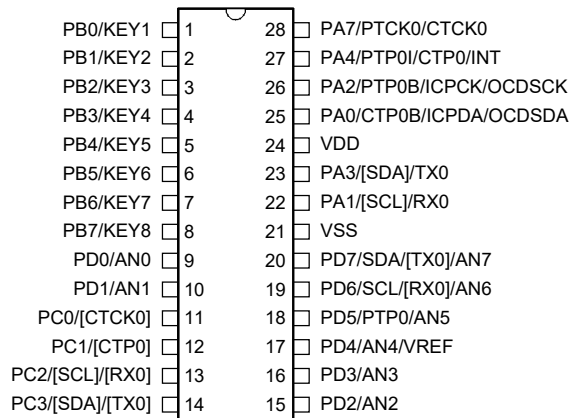 PB0/KEY1 1 28 PA7/PTCK0/CTCK0
PB1/KEY2 2 27 PA4/PTP0I/CTP0/INT
PB2/KEY3 3 26 PA2/PTP0B/ICPCK/OCDSCK
PB3/KEY4 4 25 PA0/CTP0B/ICPDA/OCDSDA
PB4/KEY5 5 24 VDD
PB5/KEY6 6 23 PA3/[SDA]/TX0
PB6/KEY7 7 22 PA1/[SCL]/RX0
PB7/KEY8 8 21 VSS
PD0/AN0 9 20 PD7/SDA/[TX0]/AN7
PD1/AN1 10 19 PD6/SCL/[RX0]/AN6
PC0/[CTCK0] 11 18 PD5/PTP0/AN5
PC1/[CTP0] 12 17 PD4/AN4/VREF
PC2/[SCL]/[RX0] 13 16 PD3/AN3
PC3/[SDA]/[TX0] 14 15 PD2/AN2